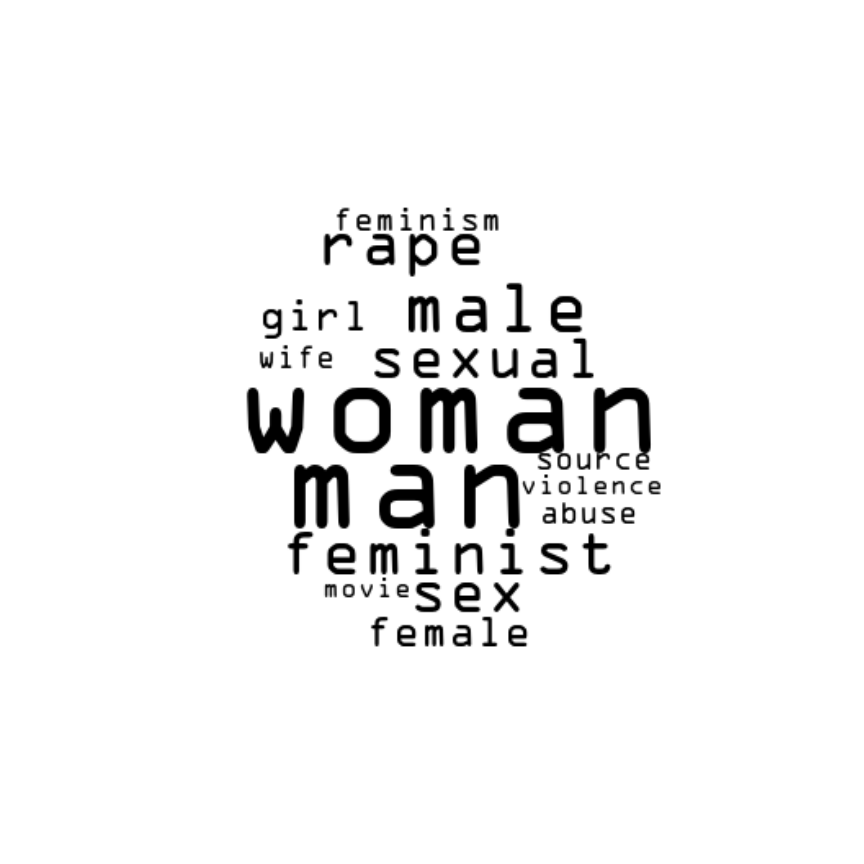 feminism
rape
girl male
wife sexual
woman
source
man
violence
abuse
feminist
movie sex
female